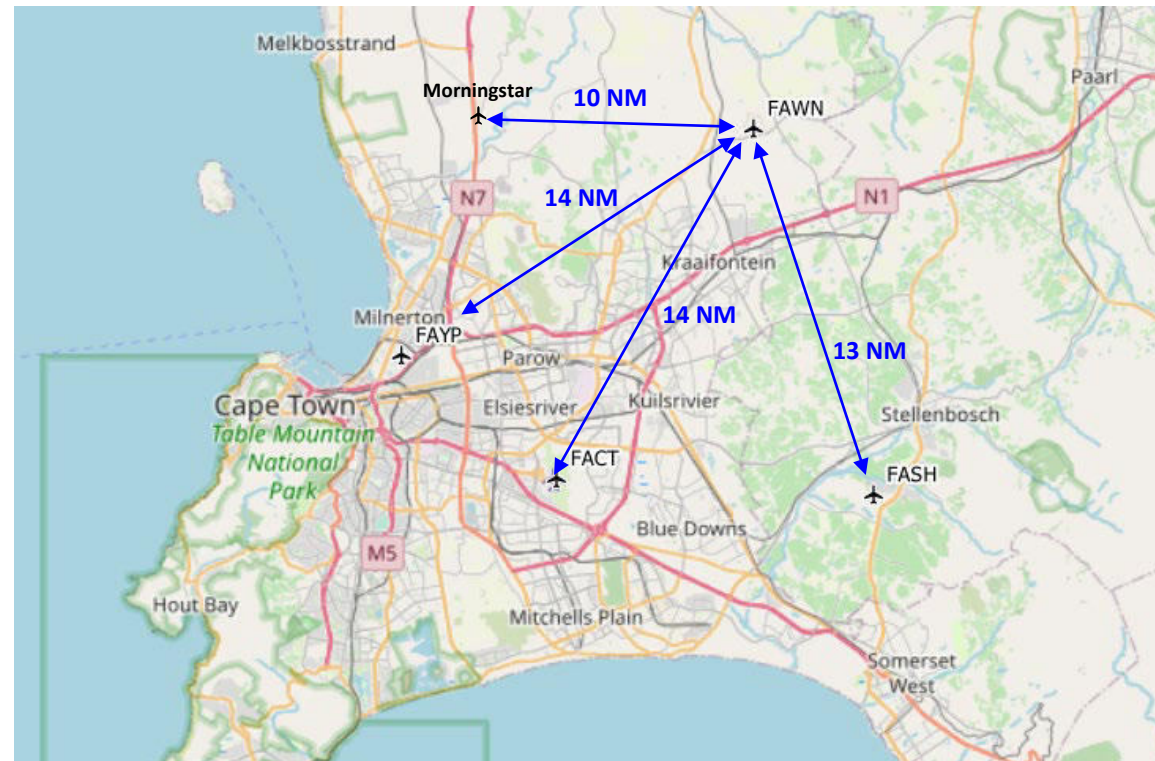 Melkbosstrand
Paarl
Morningstar
10 NM
FAWN
N7
14 NM
N1
Kraaifontein
Milnerton
14 NM
FAYP
Parow
13 NM
Cape Town
Elsiesriver
Kuilsrivier
Stellenbosch
Table Mountain
National
Park
FACT
FASH
Blue Downs
M5
Hout Bay
Mitchells Plain
Somerset
West